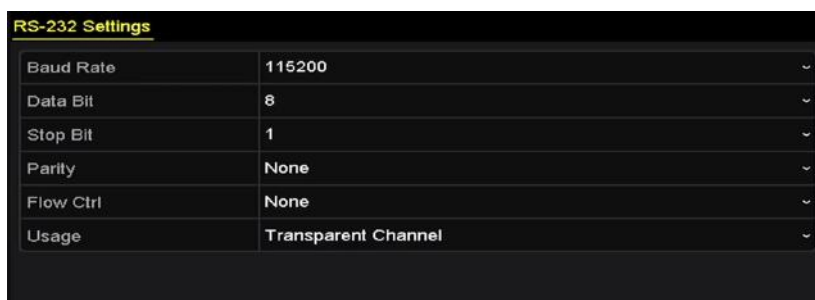 RS-232 Settings
Baud Rate 115200
Data Bit 8
Stop Bit 1
Parity None
Flow Ctrl None
Usage Transparent Channel